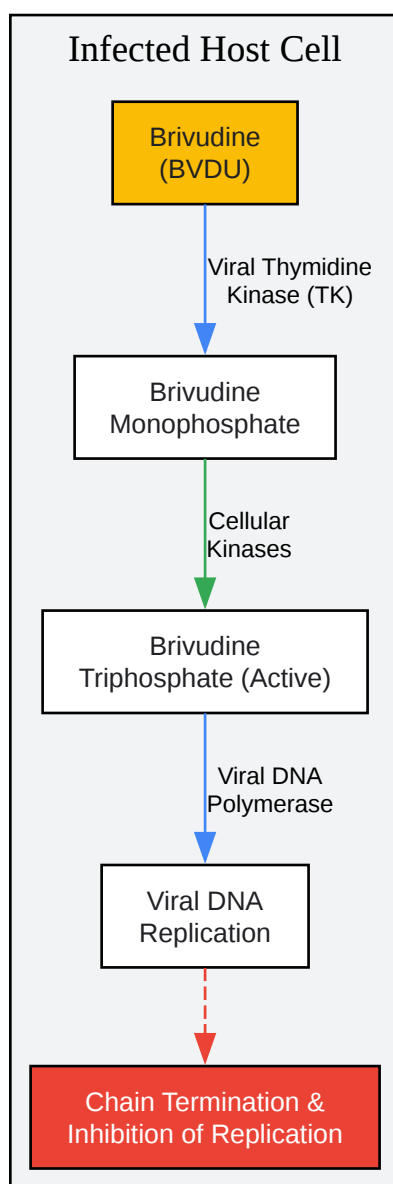 Infected Host Cell
Brivudine
(BVDU)
Viral Thymidine
Kinase (TK)
Brivudine
Monophosphate
Cellular
Kinases
Brivudine
Triphosphate (Active)
Viral DNA
Polymerase
Viral DNA
Replication
Chain Termination &
Inhibition of Replication